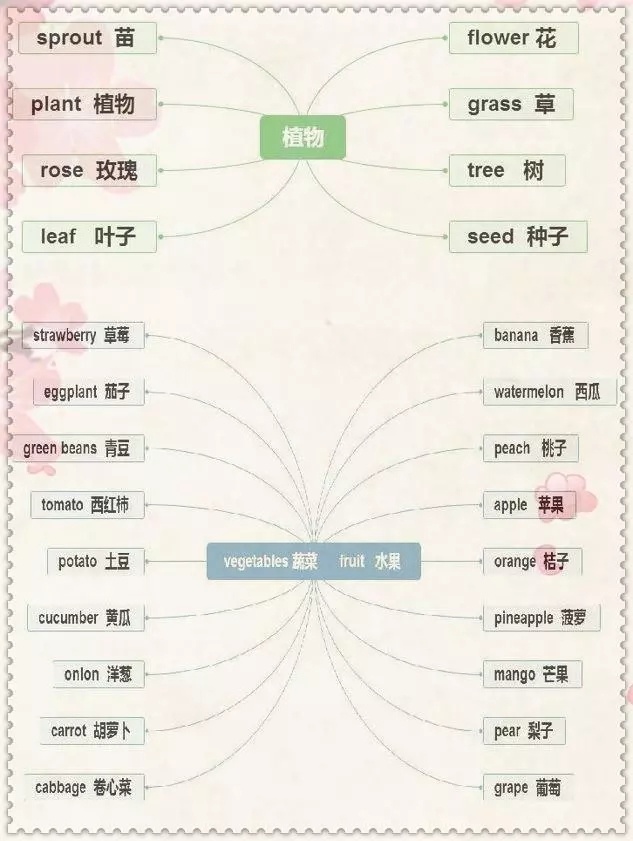 sprout 苗
plant 植物
rose 玫瑰
leaf 叶子
植物
flower 花
grass 草
tree 树
seed 种子
strawberry 草莓
eggplant 茄子
green beans 青豆
tomato 西红柿
potato 土豆
cucumber 黄瓜
onlon 洋葱
carrot 胡萝卜
cabbage 卷心菜
vegetables 蔬菜 fruit 水果
banana 香蕉
watermelon 西瓜
peach 桃子
apple 苹果
orange 桔子
pineapple 菠萝
mango 芒果
pear 梨子
grape 葡萄